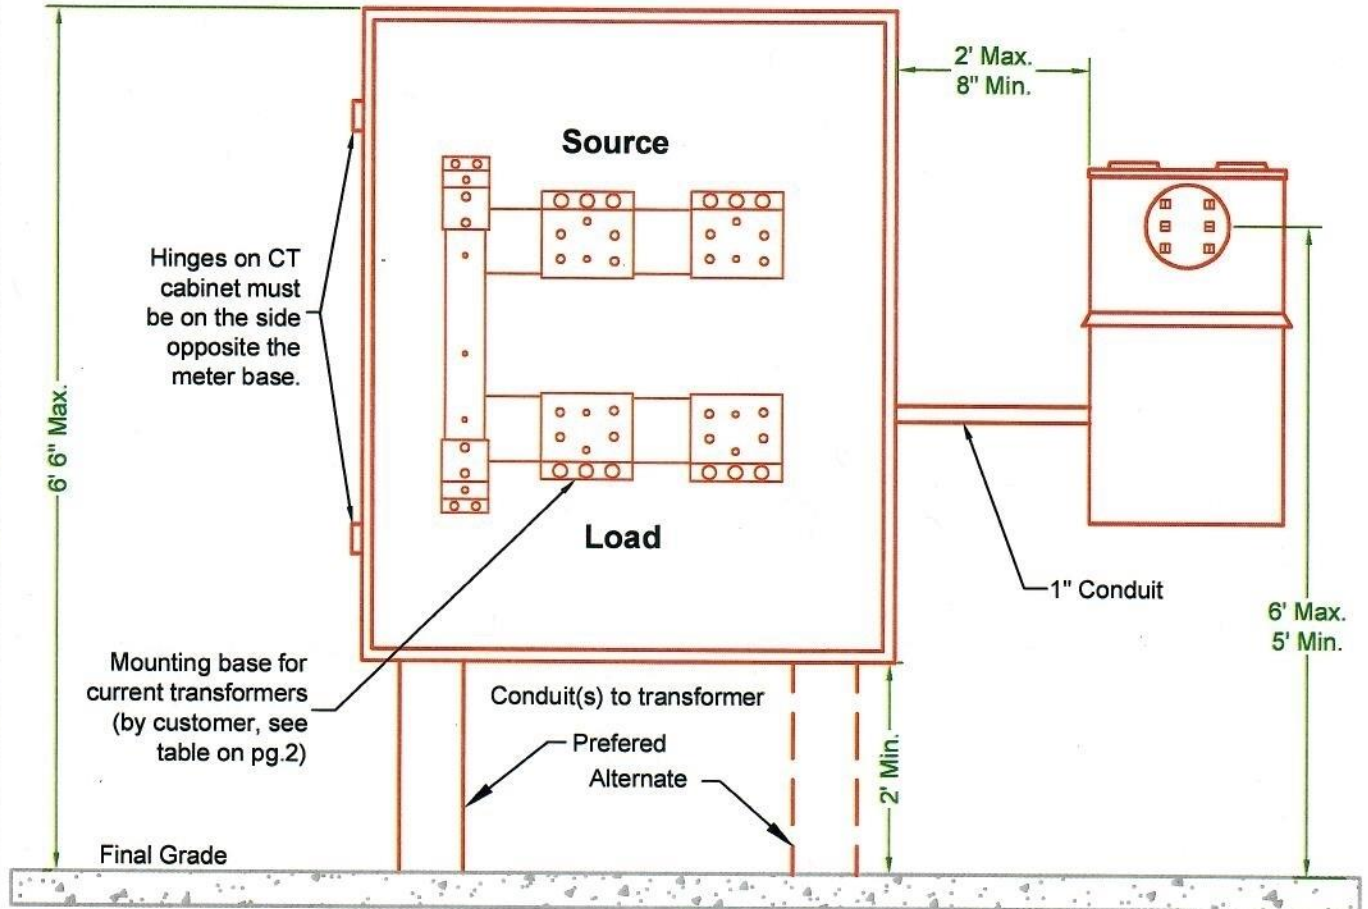 2' Max.
8" Min.
Source
Hinges on CT
cabinet must
be on the side
opposite the
meter base.
6' 6" Max.
Load
1" Conduit
6' Max.
5' Min.
Mounting base for
current transformers
(by customer, see
table on pg.2)
Conduit(s) to transformer
Prefered
Alternate
2' Min.
Final Grade